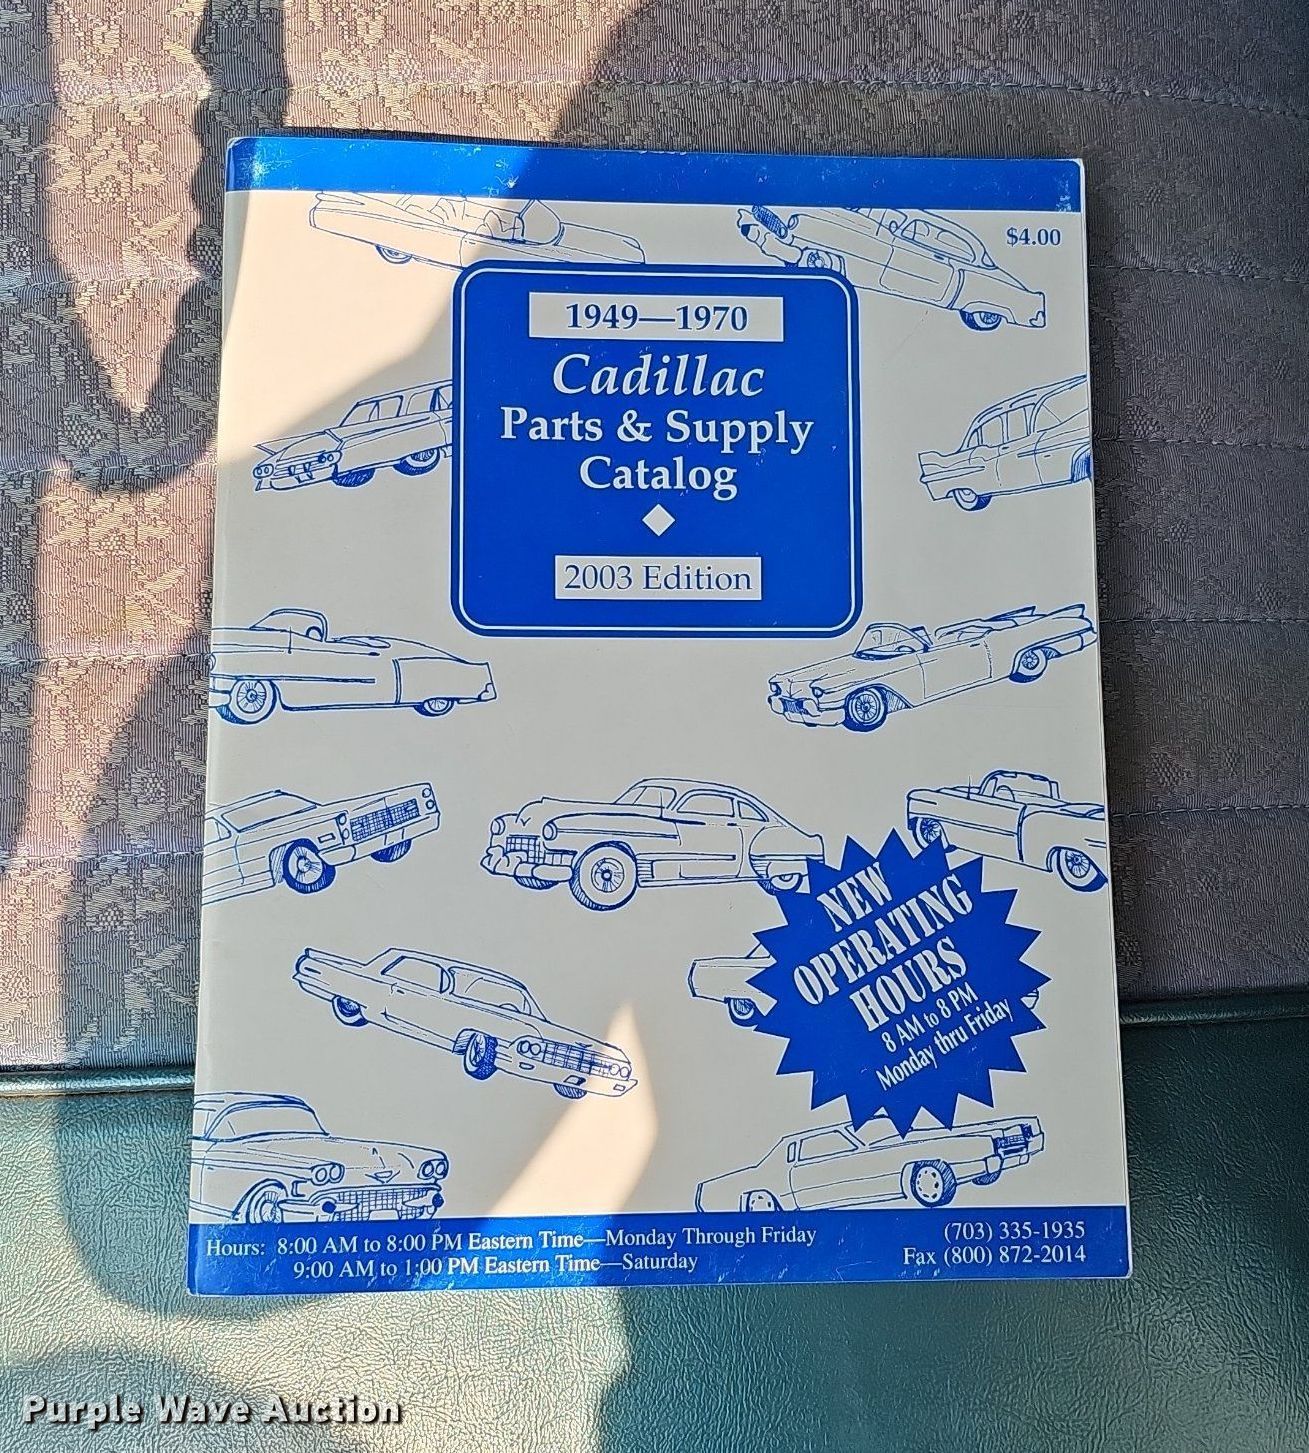 $4.00
1949—1970
Cadillac
Parts & Supply
Catalog
2003 Edition
NEW
OPERATING
HOURS
8 AM to 8 PM
Monday thru Friday
Hours: 8:00 AM to 8:00 PM Eastern Time—Monday Through Friday
9:00 AM to 1:00 PM Eastern Time—Saturday
(703) 335-1935
Fax (800) 872-2014
Purple Wave Auction